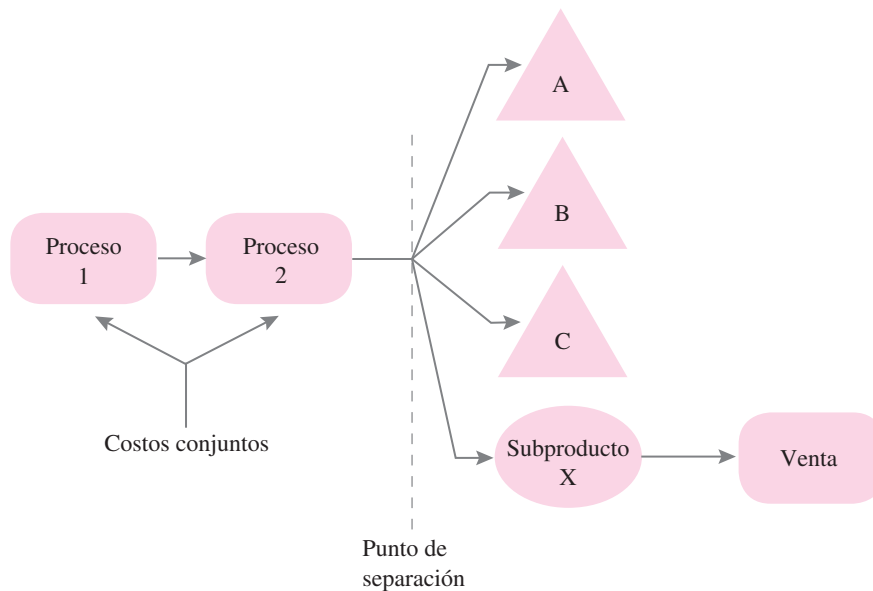 A
B
C
Proceso
1
Proceso
2
Costos conjuntos
Subproducto
X
Venta
Punto de
separación